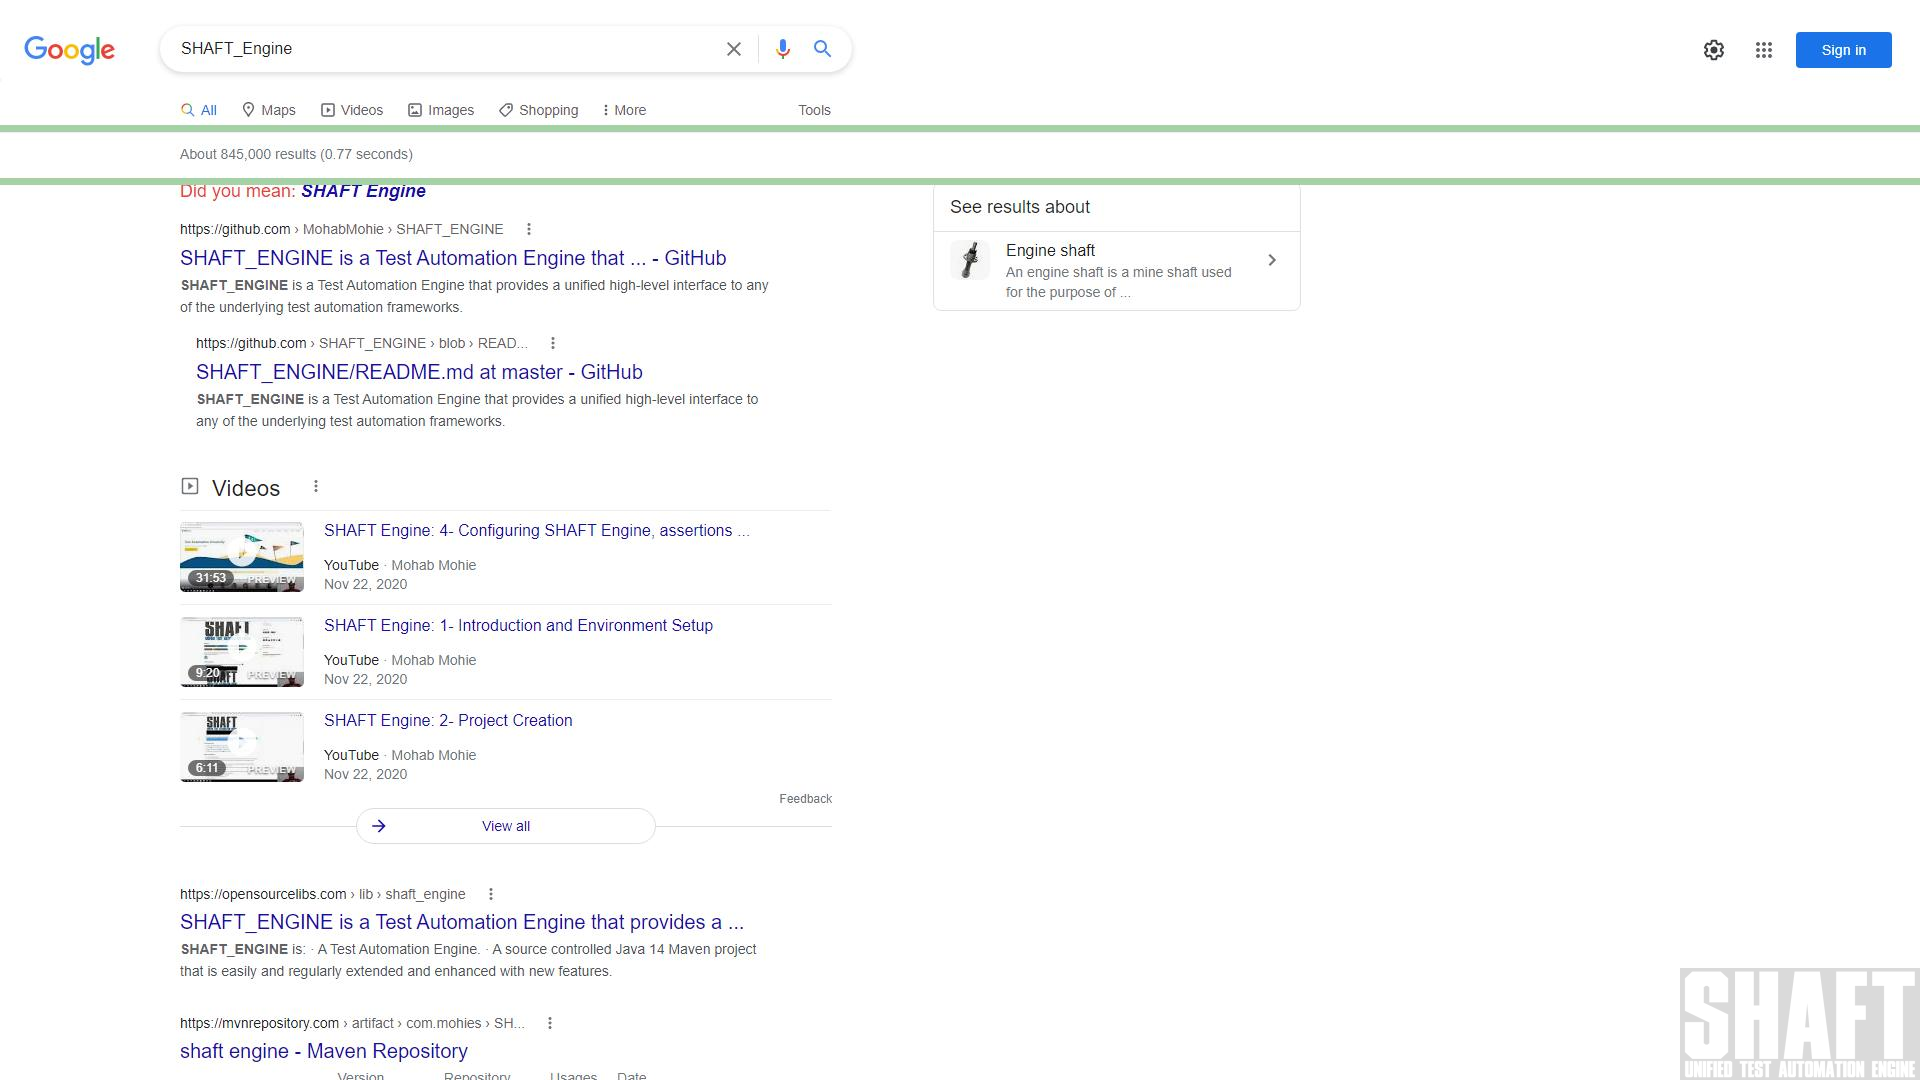 Google
SHAFT_Engine
Sign in
All
Maps
Videos
Images
Shopping
More
Tools
About 845,000 results (0.77 seconds)
Did you mean: SHAFT Engine
https://github.com › MohabMohie › SHAFT_ENGINE
SHAFT_ENGINE is a Test Automation Engine that ... - GitHub
SHAFT_ENGINE is a Test Automation Engine that provides a unified high-level interface to any
of the underlying test automation frameworks.
https://github.com › SHAFT_ENGINE › blob › READ...
SHAFT_ENGINE/README.md at master - GitHub
SHAFT_ENGINE is a Test Automation Engine that provides a unified high-level interface to
any of the underlying test automation frameworks.
See results about
Engine shaft
An engine shaft is a mine shaft used
for the purpose of ...
Videos
SHAFT Engine: 4- Configuring SHAFT Engine, assertions ...
YouTube · Mohab Mohie
Nov 22, 2020
31:53
PREVIEW
SHAFT Engine: 1- Introduction and Environment Setup
YouTube · Mohab Mohie
Nov 22, 2020
SHAFT
9:20
PREVIEW
SHAFT
SHAFT Engine: 2- Project Creation
YouTube · Mohab Mohie
Nov 22, 2020
SHAFT
6:11
PREVIEW
Feedback
View all
https://opensourcelibs.com › lib › shaft_engine
SHAFT_ENGINE is a Test Automation Engine that provides a ...
SHAFT_ENGINE is: · A Test Automation Engine. · A source controlled Java 14 Maven project
that is easily and regularly extended and enhanced with new features.
https://mvnrepository.com › artifact › com.mohies › SH...
shaft engine - Maven Repository
Version Repository Usages Date
SHAFT
UNIFIED TEST AUTOMATION ENGINE